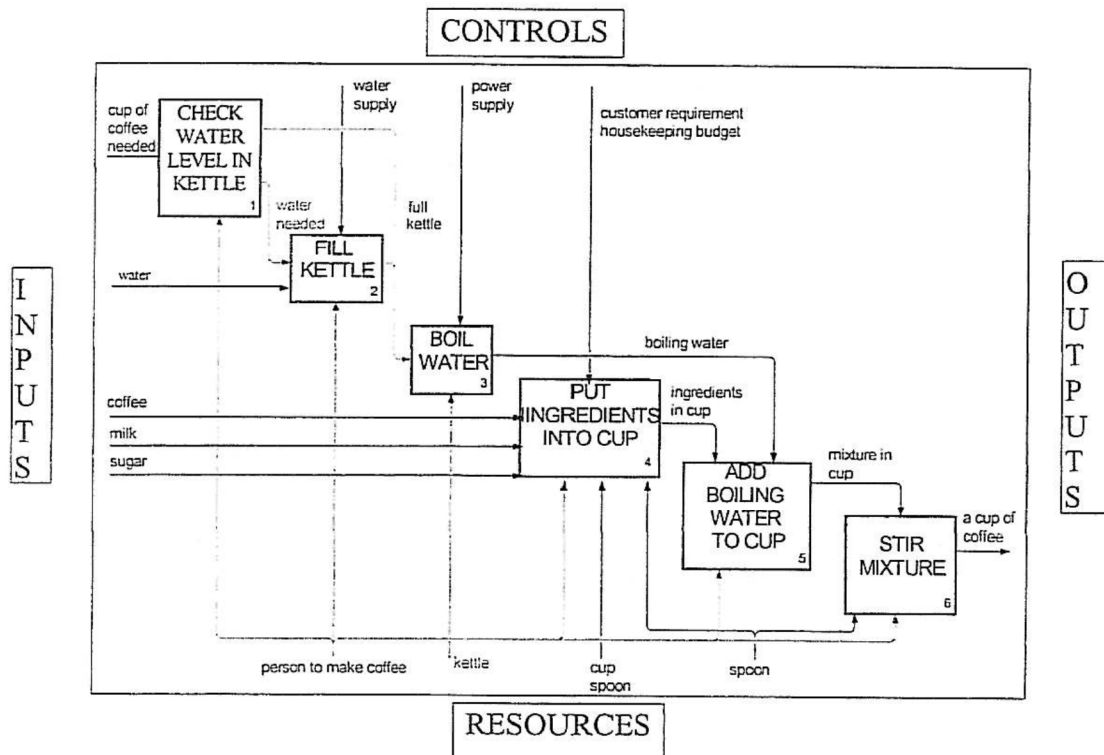 CONTROLS
water
supply
power
supply
customer requirement
housekeeping budget
cup of
coffee
needed
CHECK
WATER
LEVEL IN
KETTLE
1
water
needed
full
kettle
FILL
KETTLE
2
water
I
N
P
U
T
S
O
U
T
P
U
T
S
BOIL
WATER
3
boiling water
coffee
milk
sugar
PUT
INGREDIENTS
INTO CUP
4
ingredients
in cup
ADD
BOILING
WATER
TO CUP
5
mixture in
cup
STIR
MIXTURE
6
a cup of
coffee
person to make coffee
kettle
cup
spoon
spoon
RESOURCES